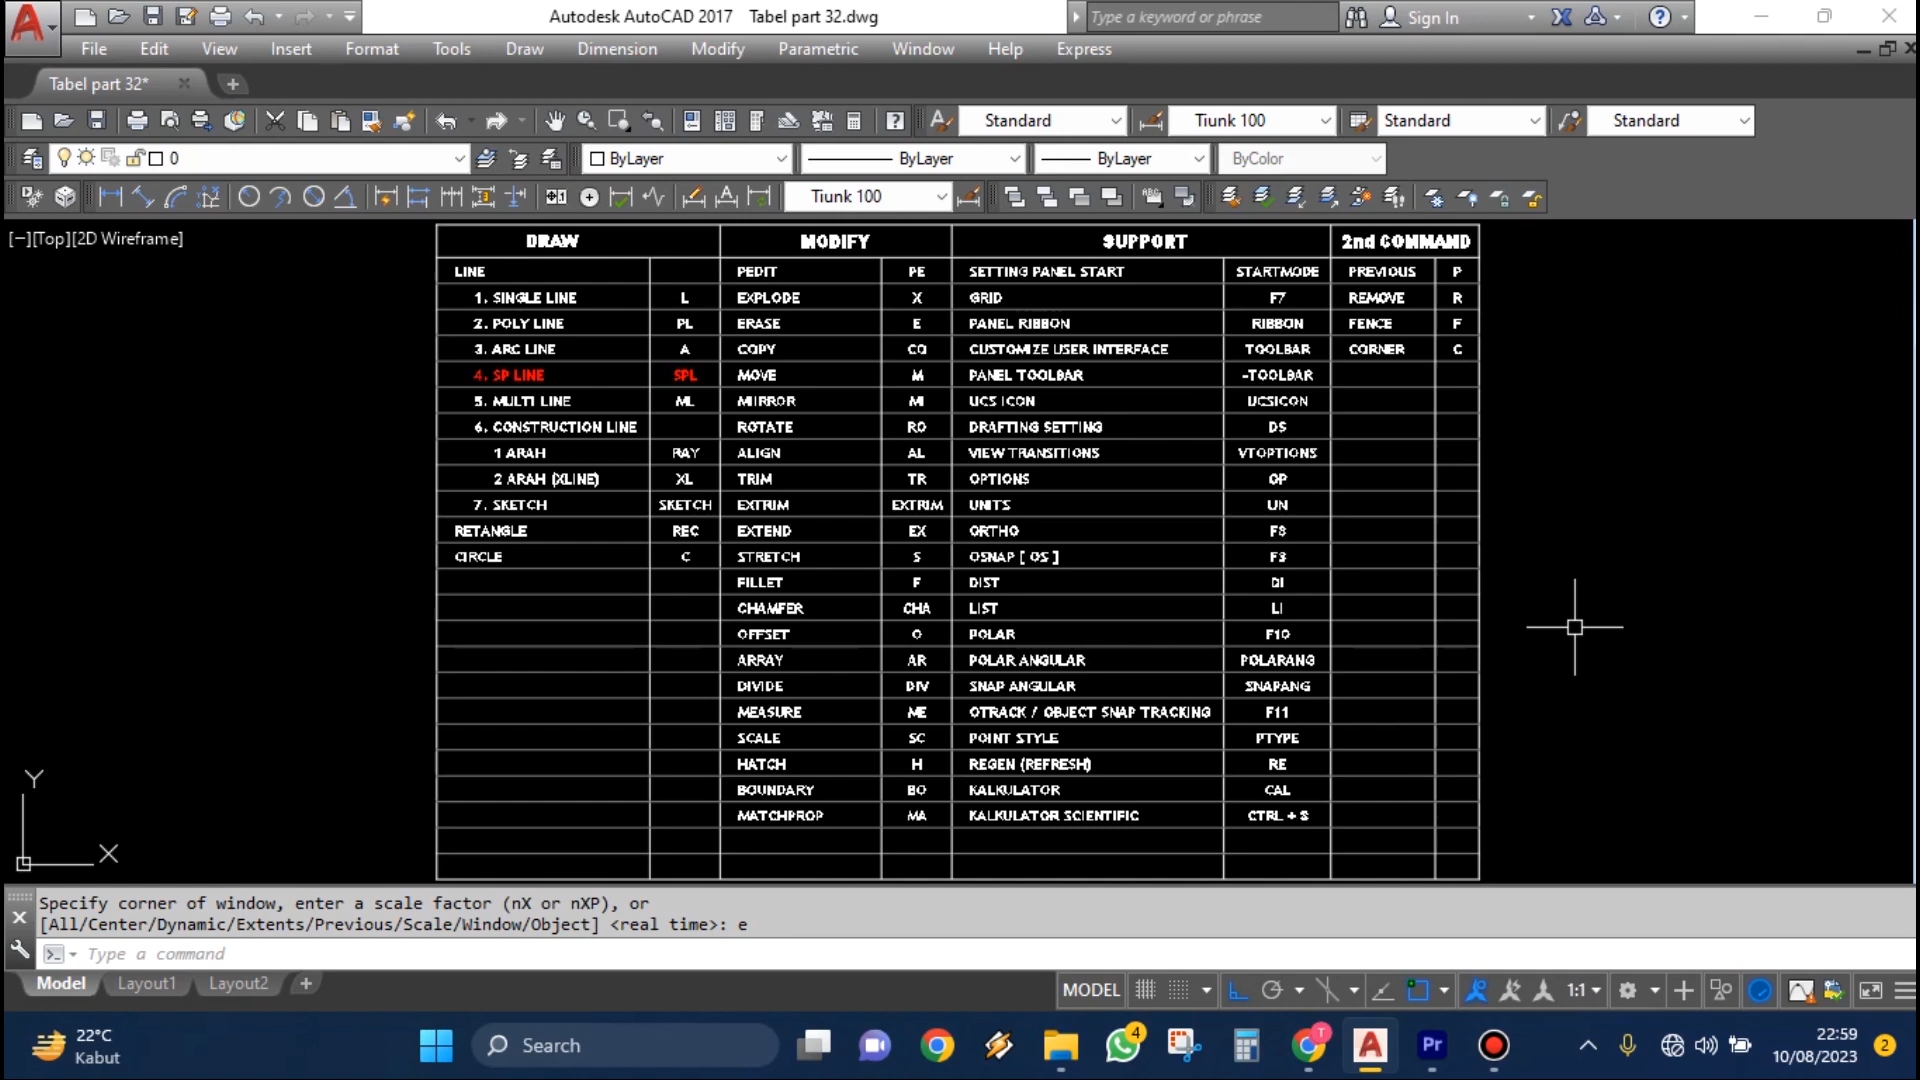 Autodesk AutoCAD 2017 Tabel part 32.dwg
Type a keyword or phrase
Sign In
File Edit View Insert Format Tools Draw Dimension Modify Parametric Window Help Express
Tabel part 32*
Standard Tiunk 100 Standard Standard
0 ByLayer ByLayer ByLayer ByColor
Tiunk 100
[−][Top][2D Wireframe]
DRAW MODIFY SUPPORT 2nd COMMAND
LINE PEDIT PE SETTING PANEL START STARTMODE PREVIOUS P
1. SINGLE LINE L EXPLODE X GRID F7 REMOVE R
2. POLY LINE PL ERASE E PANEL RIBBON RIBBON FENCE F
3. ARC LINE A COPY CO CUSTOMIZE USER INTERFACE TOOLBAR CORNER C
4. SP LINE SPL MOVE M PANEL TOOLBAR -TOOLBAR
5. MULTI LINE ML MIRROR MI UCS ICON UCSICON
6. CONSTRUCTION LINE ROTATE RO DRAFTING SETTING DS
1 ARAH RAY ALIGN AL VIEW TRANSITIONS VTOPTIONS
2 ARAH (XLINE) XL TRIM TR OPTIONS OP
7. SKETCH SKETCH EXTRIM EXTRIM UNITS UN
RETANGLE REC EXTEND EX ORTHO F8
CIRCLE C STRETCH S OSNAP [ OS ] F3
FILLET F DIST DI
CHAMFER CHA LIST LI
OFFSET O POLAR F10
ARRAY AR POLAR ANGULAR POLARANG
DIVIDE DIV SNAP ANGULAR SNAPANG
MEASURE ME OTRACK / OBJECT SNAP TRACKING F11
SCALE SC POINT STYLE PTYPE
HATCH H REGEN (REFRESH) RE
BOUNDARY BO KALKULATOR CAL
MATCHPROP MA KALKULATOR SCIENTIFIC CTRL + 8
Y
X
Specify corner of window, enter a scale factor (nX or nXP), or
[All/Center/Dynamic/Extents/Previous/Scale/Window/Object] <real time>: e
Type a command
Model Layout1 Layout2
MODEL 1:1
22°C
Kabut
Search
4
T
A
Pr
22:59
10/08/2023
2